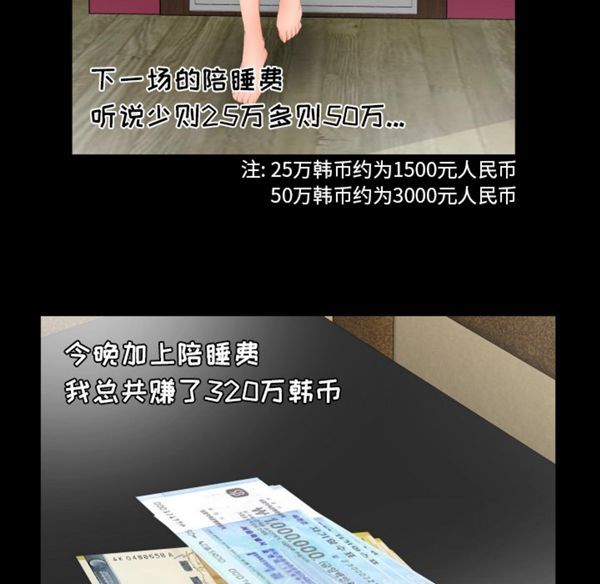 下一场的陪睡费
听说少则25万多则50万...
注: 25万韩币约为1500元人民币
50万韩币约为3000元人民币
今晚加上陪睡费
我总共赚了320万韩币
₩1000000
AK 0498658 A